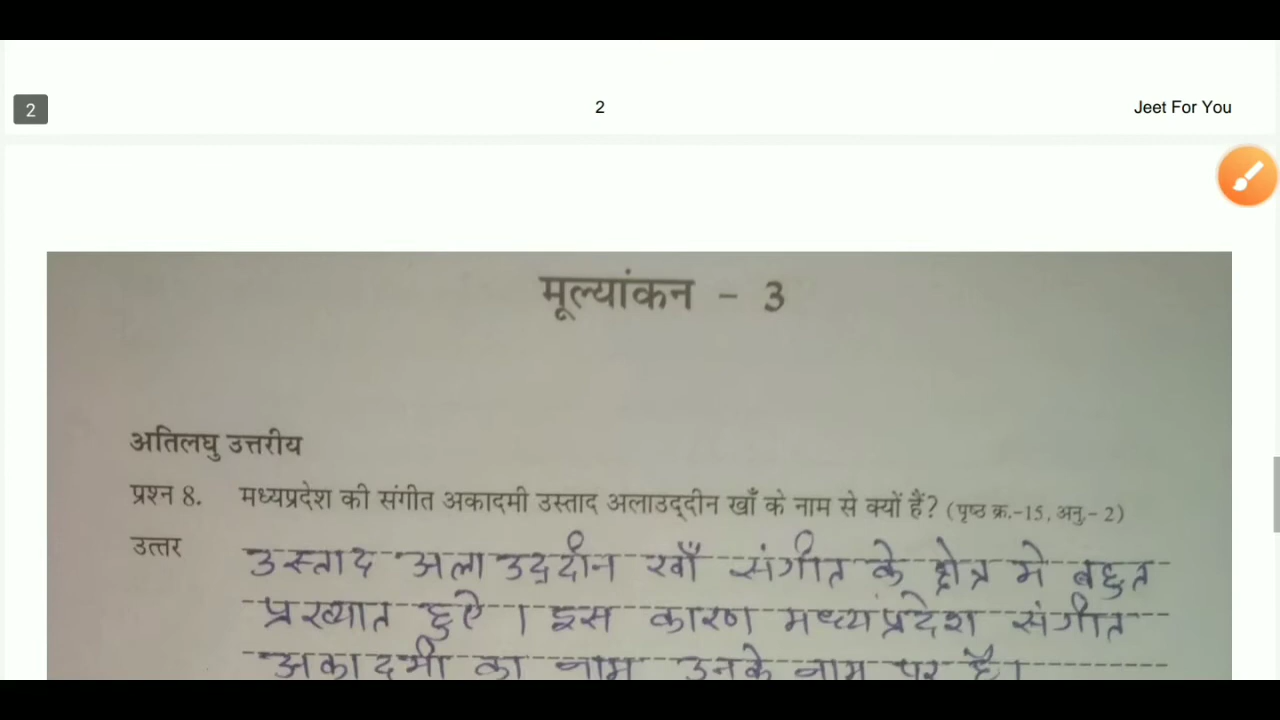 2
2
Jeet For You
मूल्यांकन - 3
अतिलघु उत्तरीय
प्रश्न 8. मध्यप्रदेश की संगीत अकादमी उस्ताद अलाउद्दीन खाँ के नाम से क्यों हैं? (पृष्ठ क्र.-15, अनु.- 2)
उत्तर उस्ताद अलाउद्दीन खाँ संगीत के क्षेत्र मे बहुत
प्रख्यात हुऐ । इस कारण मध्यंप्रदेश संगीत
अकादमी का नाम उनके नाम पर है।